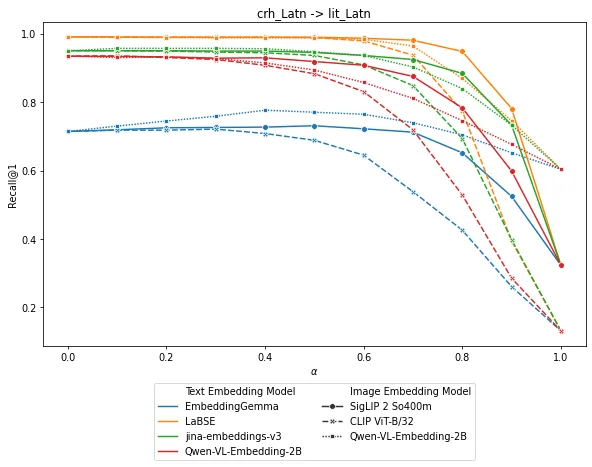 crh_Latn -> lit_Latn
Recall@1
1.0
0.8
0.6
0.4
0.2
0.0 0.2 0.4 0.6 0.8 1.0
α
Text Embedding Model Image Embedding Model
EmbeddingGemma SigLIP 2 So400m
LaBSE CLIP ViT-B/32
jina-embeddings-v3 Qwen-VL-Embedding-2B
Qwen-VL-Embedding-2B